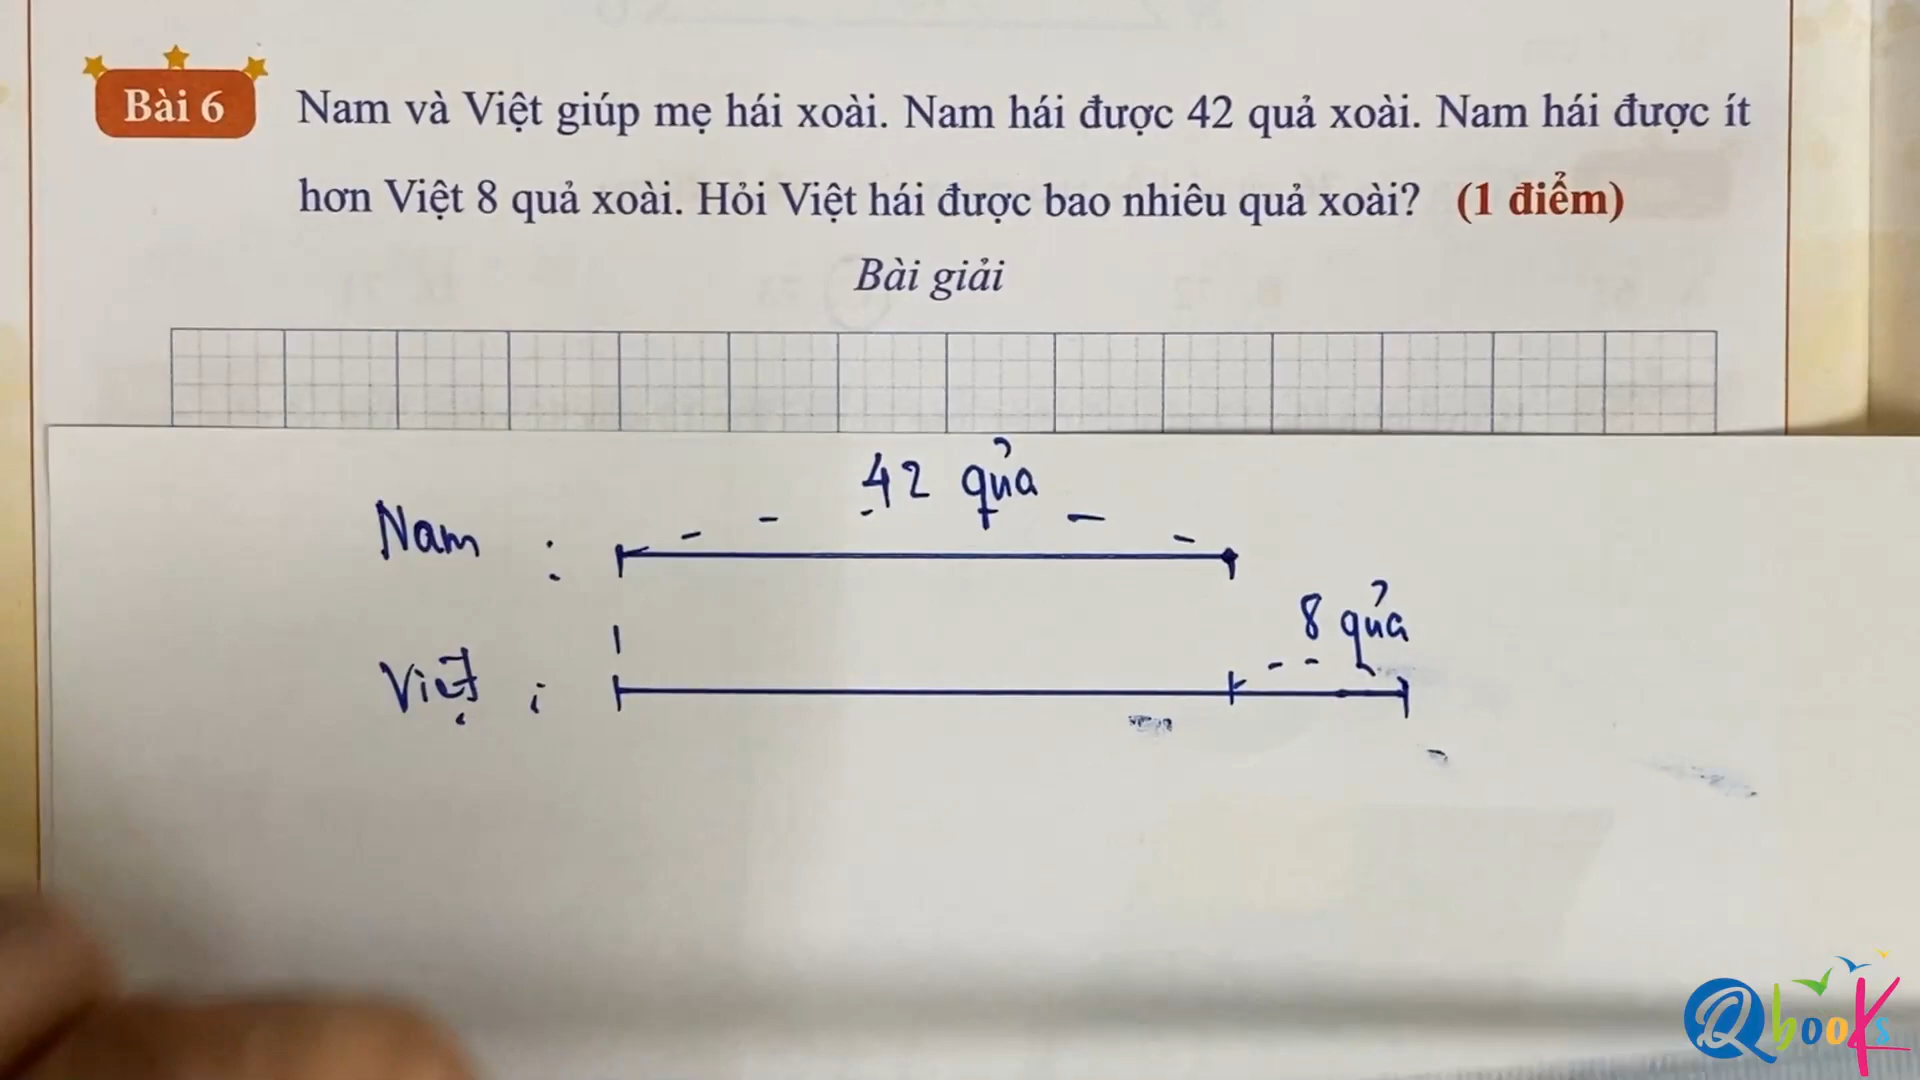 Bài 6
Nam và Việt giúp mẹ hái xoài. Nam hái được 42 quả xoài. Nam hái được ít
hơn Việt 8 quả xoài. Hỏi Việt hái được bao nhiêu quả xoài? (1 điểm)
Bài giải
42 quả
Nam :
8 quả
Việt :
Qbooks